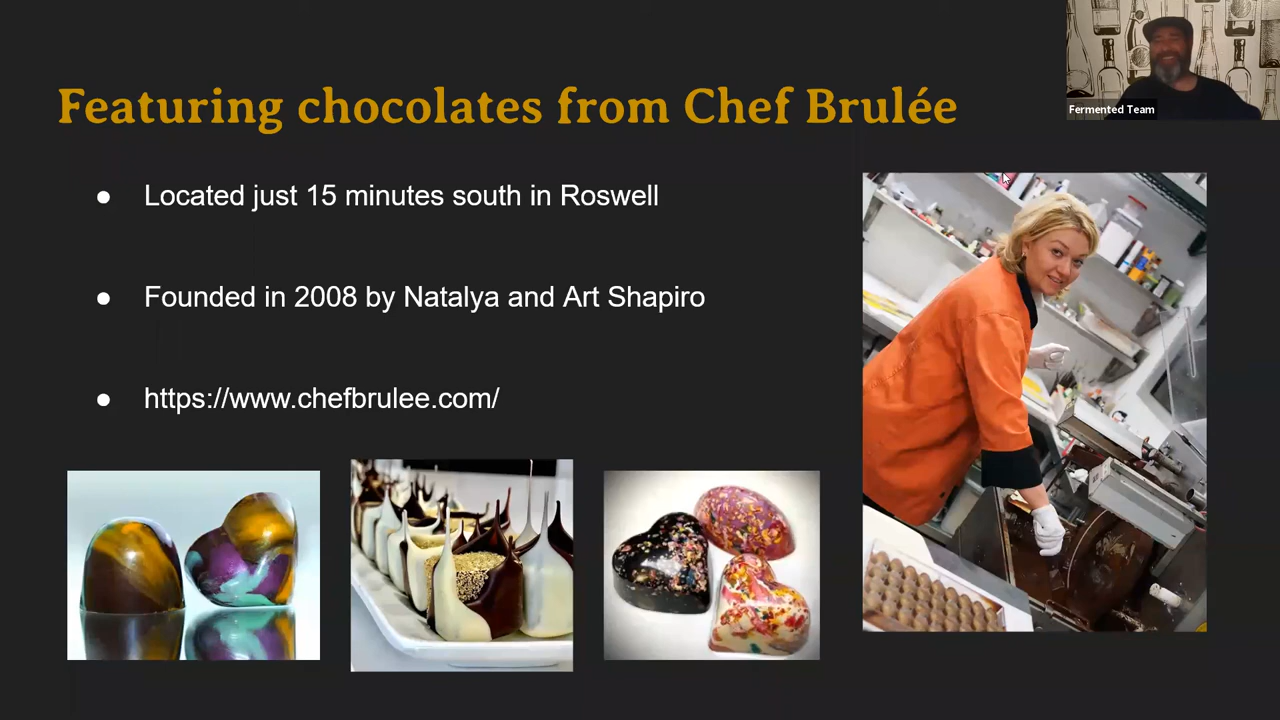 Featuring chocolates from Chef Brulée
Fermented Team
Located just 15 minutes south in Roswell
Founded in 2008 by Natalya and Art Shapiro
https://www.chefbrulee.com/